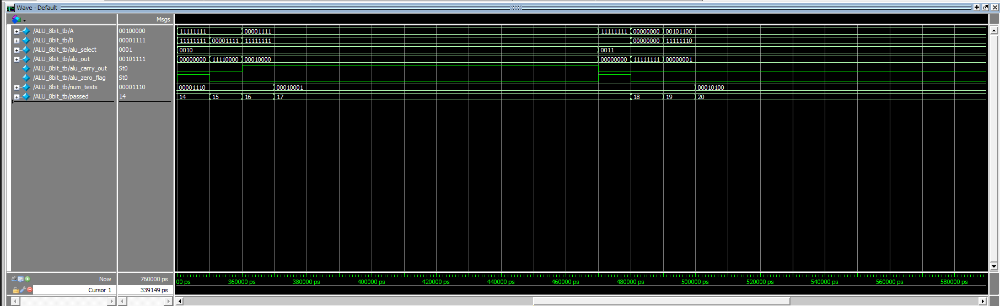 Wave - Default
Msgs
/ALU_8bit_tb/A 00100000 11111111 00001111 11111111 00000000 00101100
/ALU_8bit_tb/B 00001111 11111111 00001111 11111111 00000000 11111110
/ALU_8bit_tb/alu_select 0001 0010 0011
/ALU_8bit_tb/alu_out 00101111 00000000 11110000 00010000 00000000 11111111 00000001
/ALU_8bit_tb/alu_carry_out St0
/ALU_8bit_tb/alu_zero_flag St0
/ALU_8bit_tb/num_tests 00001110 00001110 00010001 00010100
/ALU_8bit_tb/passed 14 14 15 16 17 18 19 20
Now 760000 ps 00 ps 360000 ps 380000 ps 400000 ps 420000 ps 440000 ps 460000 ps 480000 ps 500000 ps 520000 ps 540000 ps 560000 ps 580000 ps
Cursor 1 339149 ps